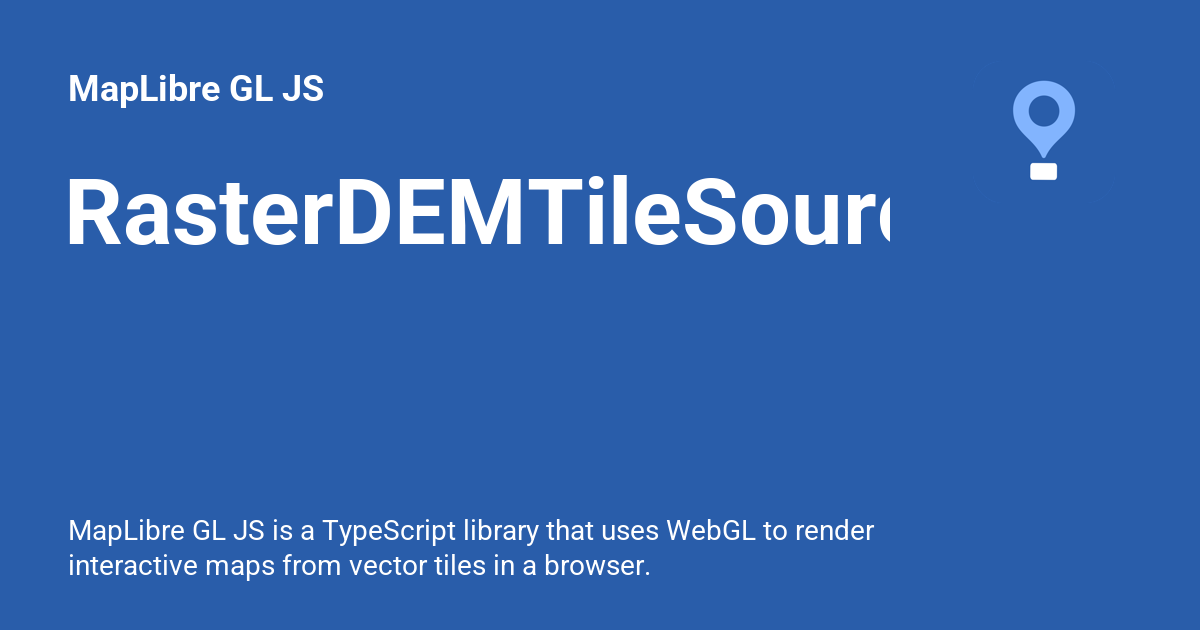 MapLibre GL JS
RasterDEMTileSour
MapLibre GL JS is a TypeScript library that uses WebGL to render
interactive maps from vector tiles in a browser.